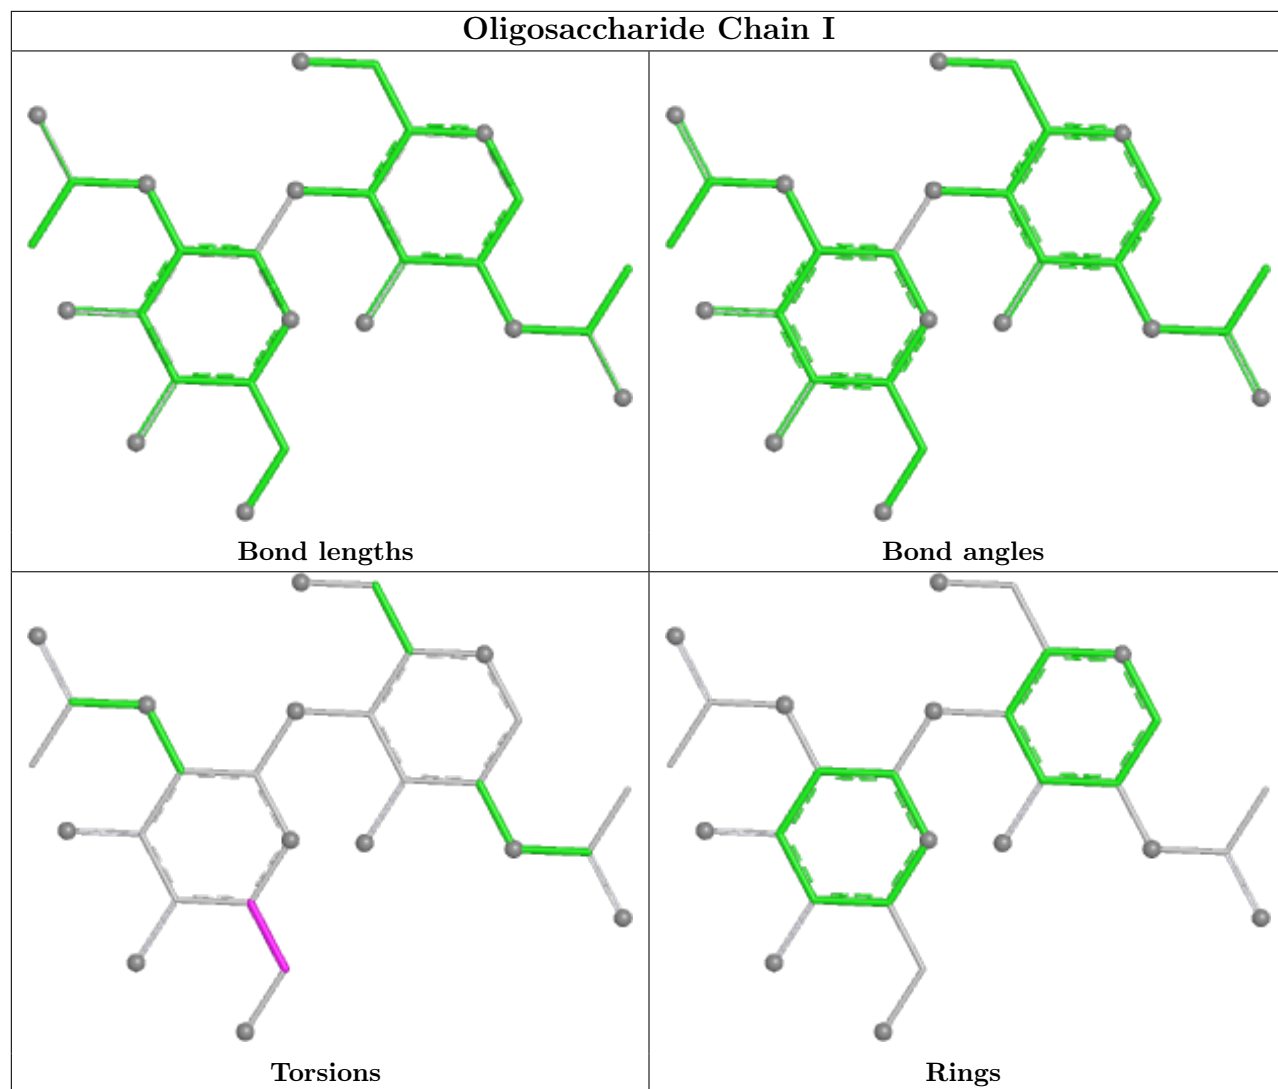 Oligosaccharide Chain I
Bond lengths
Bond angles
Torsions
Rings